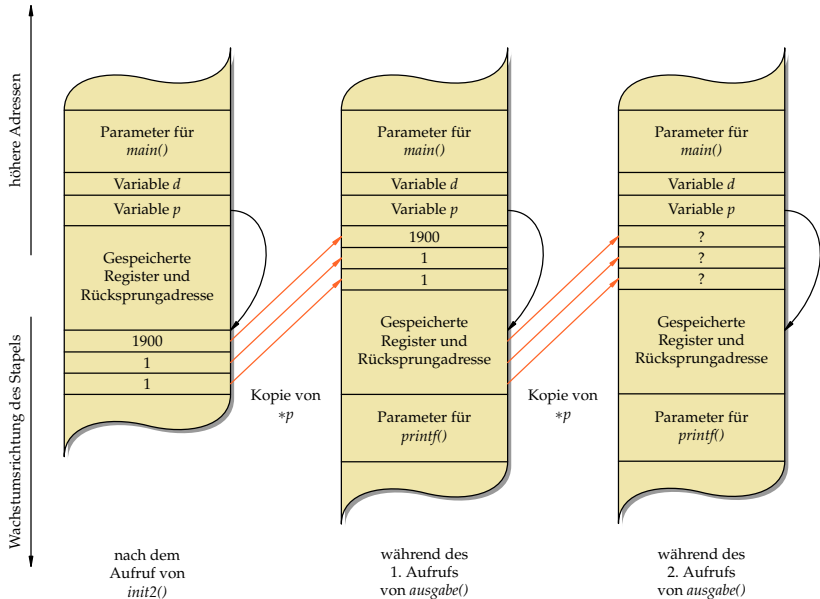 höhere Adressen
Wachstumsrichtung des Stapels
Parameter für
main()
Variable d
Variable p
Gespeicherte
Register und
Rücksprungadresse
1900
1
1
nach dem
Aufruf von
init2()
Kopie von
*p
Parameter für
main()
Variable d
Variable p
1900
1
1
Gespeicherte
Register und
Rücksprungadresse
Parameter für
printf()
während des
1. Aufrufs
von ausgabe()
Kopie von
*p
Parameter für
main()
Variable d
Variable p
?
?
?
Gespeicherte
Register und
Rücksprungadresse
Parameter für
printf()
während des
2. Aufrufs
von ausgabe()